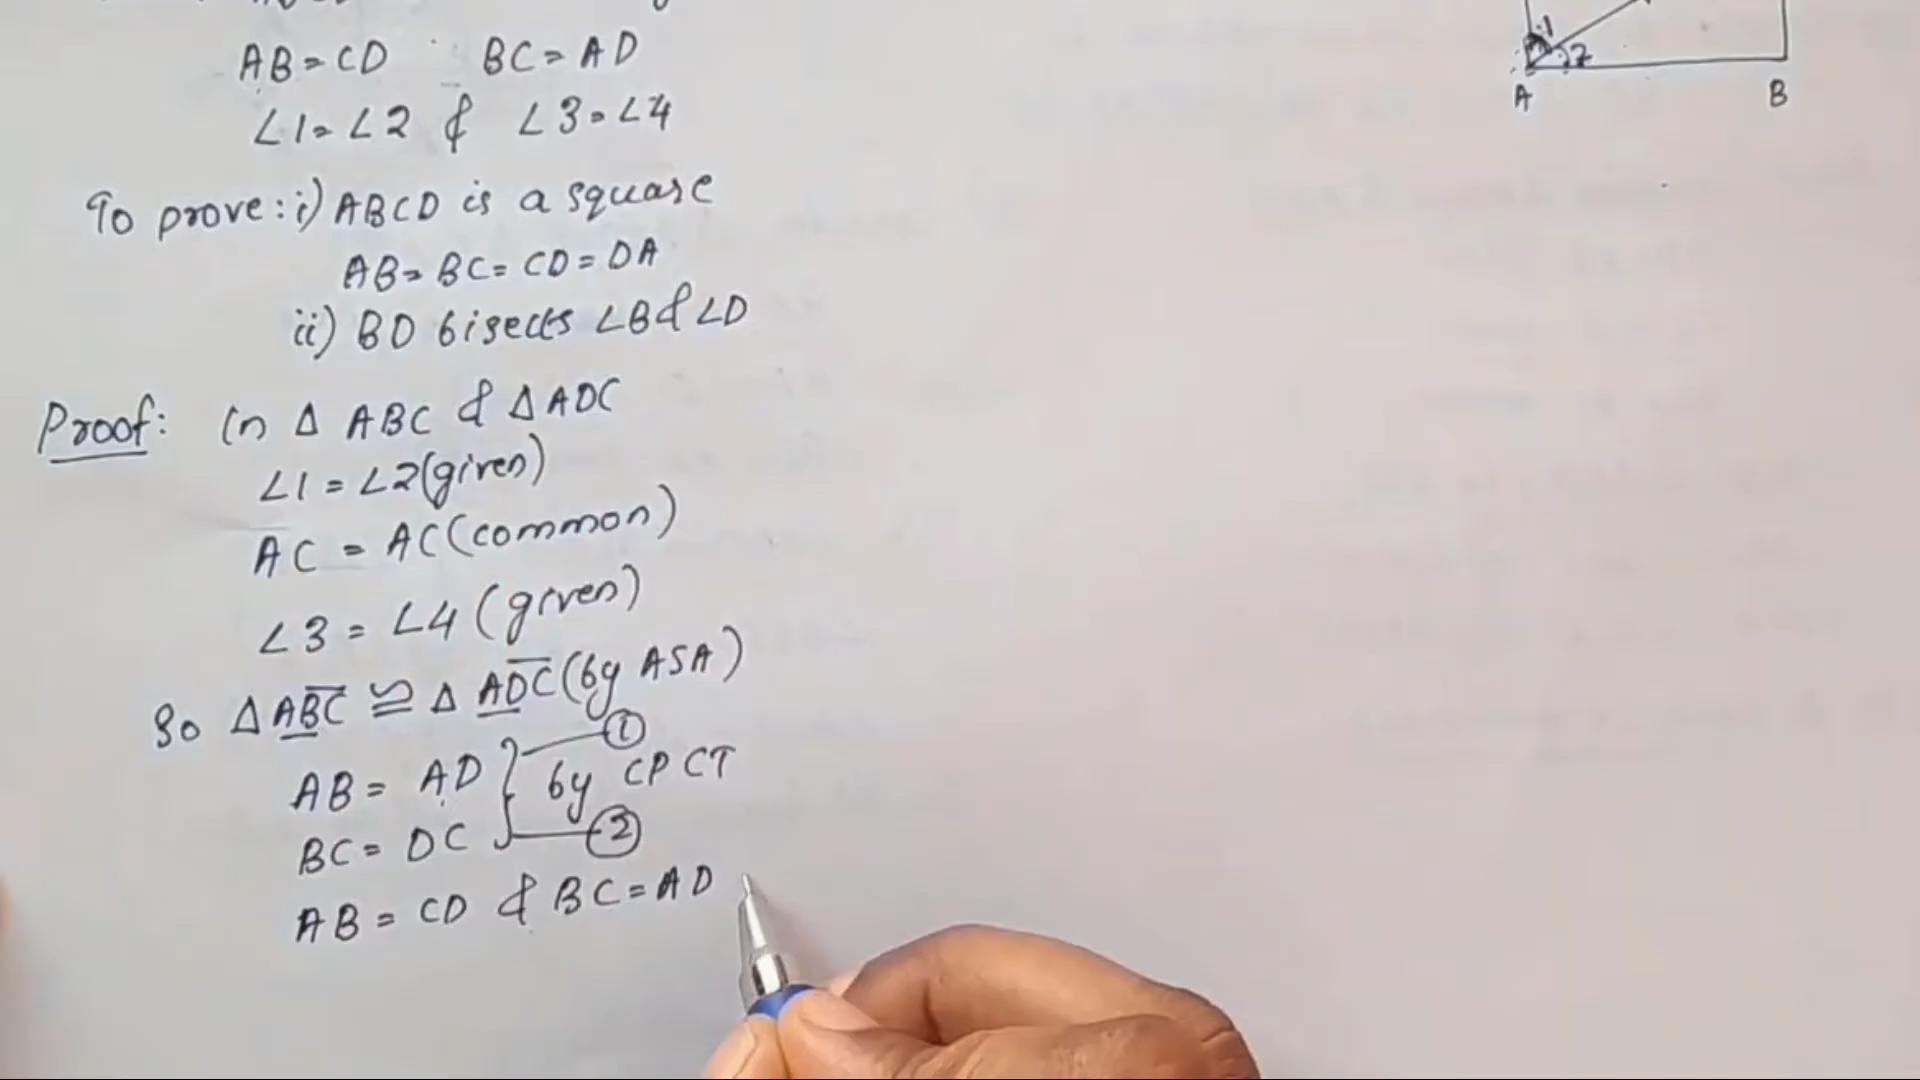 AB = CD BC = AD
∠1 = ∠2 & ∠3 = ∠4
To prove: i) ABCD is a square
AB = BC = CD = DA
ii) BD bisects ∠B & ∠D
Proof: In Δ ABC & Δ ADC
∠1 = ∠2 (given)
AC = AC (common)
∠3 = ∠4 (given)
So Δ ABC ≅ Δ ADC (by ASA)
AB = AD } ① by CPCT
BC = DC ②
AB = CD & BC = AD
1
2
A B